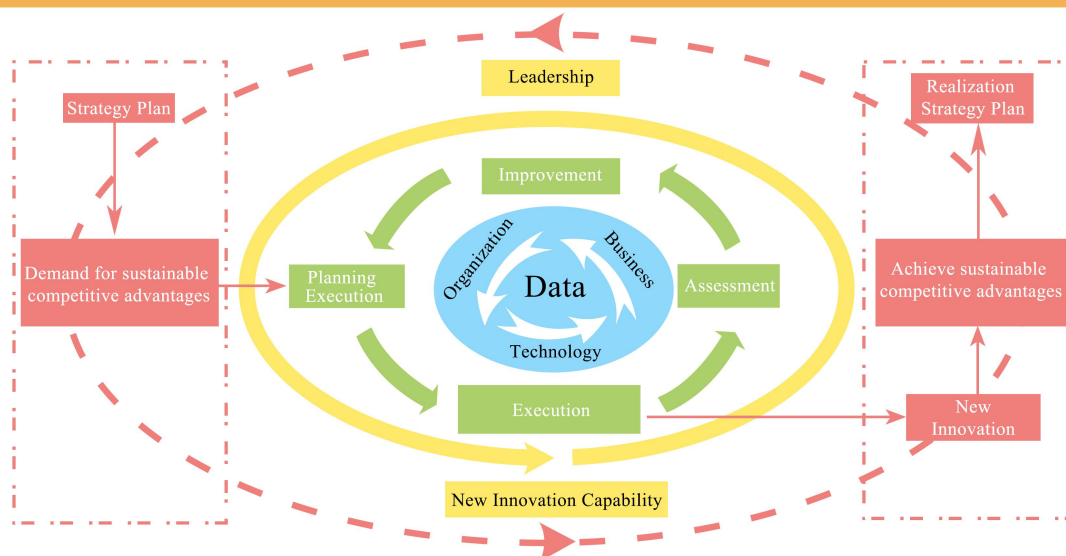 Leadership
Strategy Plan
Realization
Strategy Plan
Improvement
Organization
Business
Demand for sustainable
competitive advantages
Planning
Execution
Data
Assessment
Achieve sustainable
competitive advantages
Technology
Execution
New
Innovation
New Innovation Capability